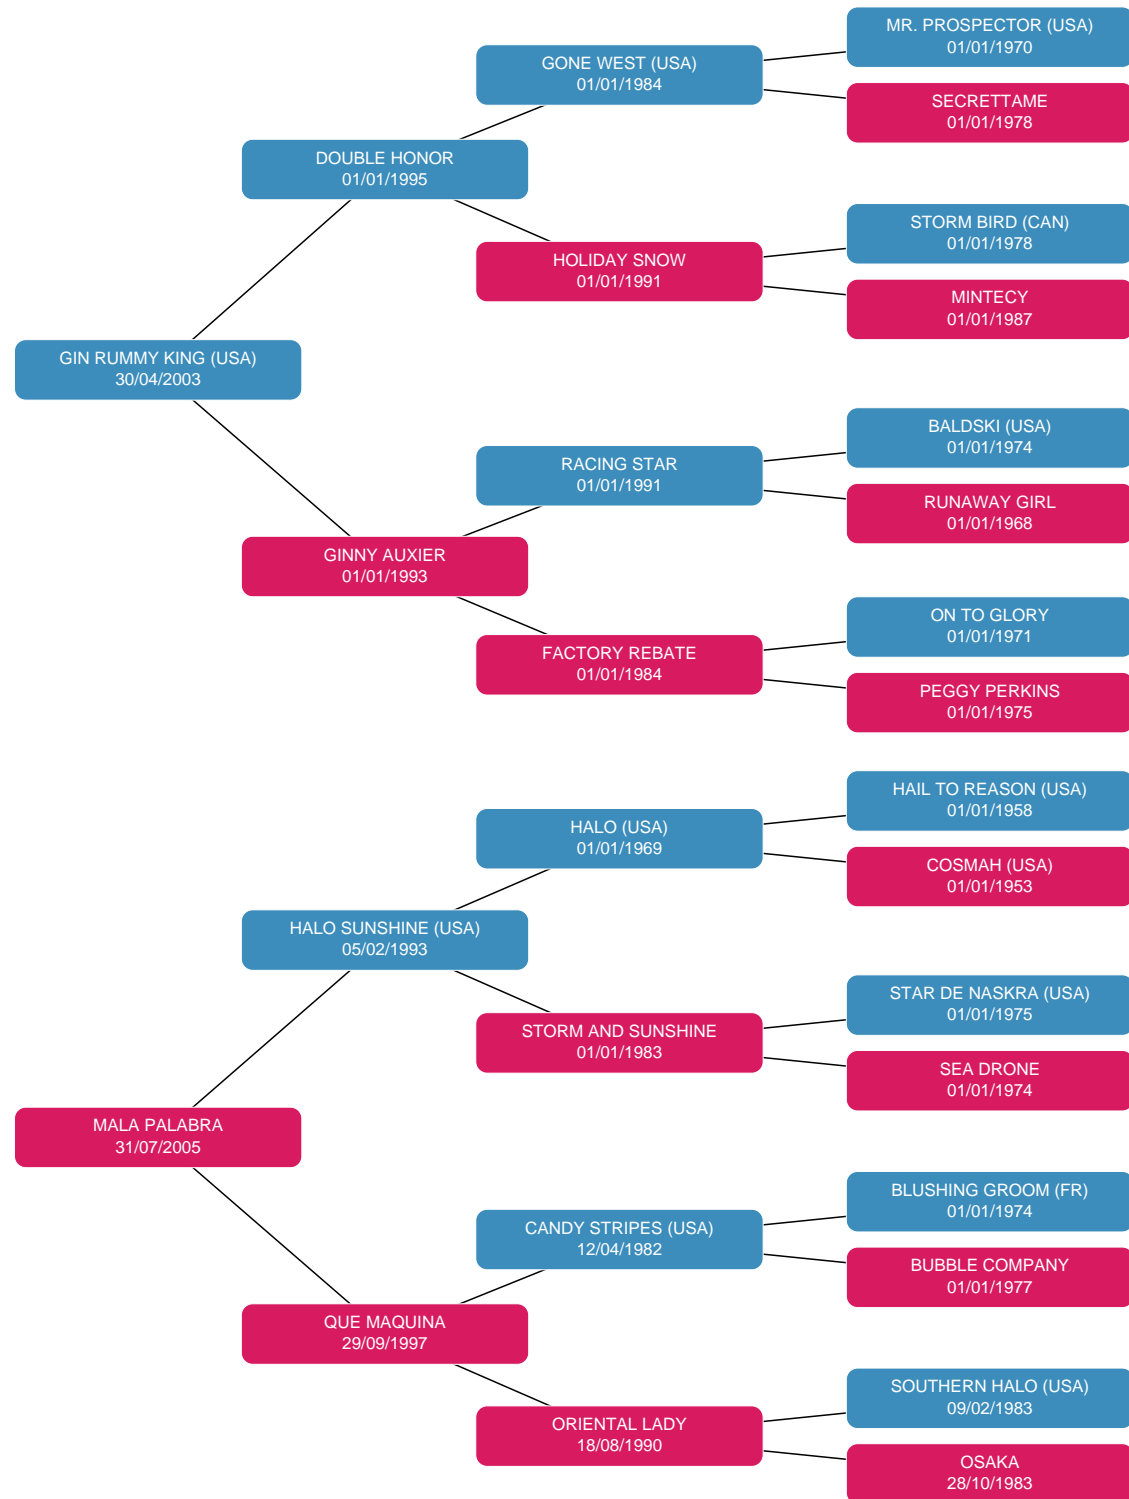 MR. PROSPECTOR (USA)
01/01/1970
GONE WEST (USA)
01/01/1984
SECRETTAME
01/01/1978
DOUBLE HONOR
01/01/1995
STORM BIRD (CAN)
01/01/1978
HOLIDAY SNOW
01/01/1991
MINTECY
01/01/1987
GIN RUMMY KING (USA)
30/04/2003
BALDSKI (USA)
01/01/1974
RACING STAR
01/01/1991
RUNAWAY GIRL
01/01/1968
GINNY AUXIER
01/01/1993
ON TO GLORY
01/01/1971
FACTORY REBATE
01/01/1984
PEGGY PERKINS
01/01/1975
HAIL TO REASON (USA)
01/01/1958
HALO (USA)
01/01/1969
COSMAH (USA)
01/01/1953
HALO SUNSHINE (USA)
05/02/1993
STAR DE NASKRA (USA)
01/01/1975
STORM AND SUNSHINE
01/01/1983
SEA DRONE
01/01/1974
MALA PALABRA
31/07/2005
BLUSHING GROOM (FR)
01/01/1974
CANDY STRIPES (USA)
12/04/1982
BUBBLE COMPANY
01/01/1977
QUE MAQUINA
29/09/1997
SOUTHERN HALO (USA)
09/02/1983
ORIENTAL LADY
18/08/1990
OSAKA
28/10/1983